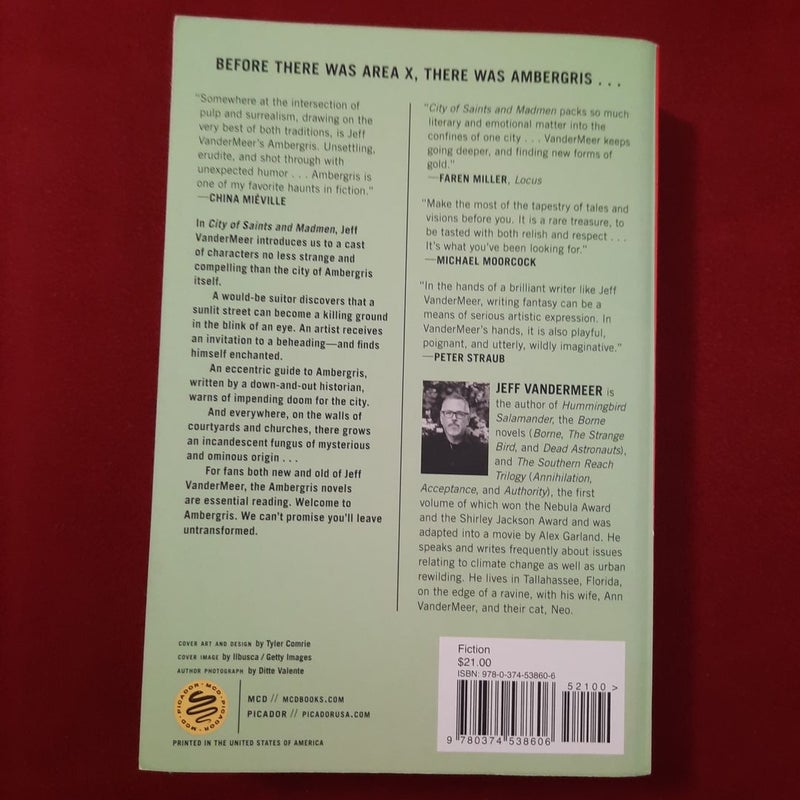 BEFORE THERE WAS AREA X, THERE WAS AMBERGRIS . . .
"Somewhere at the intersection of
pulp and surrealism, drawing on the
very best of both traditions, is Jeff
VanderMeer's Ambergris. Unsettling,
erudite, and shot through with
unexpected humor . . . Ambergris is
one of my favorite haunts in fiction."
—CHINA MIÉVILLE
In City of Saints and Madmen, Jeff
VanderMeer introduces us to a cast
of characters no less strange and
compelling than the city of Ambergris
itself.
A would-be suitor discovers that a
sunlit street can become a killing ground
in the blink of an eye. An artist receives
an invitation to a beheading—and finds
himself enchanted.
An eccentric guide to Ambergris,
written by a down-and-out historian,
warns of impending doom for the city.
And everywhere, on the walls of
courtyards and churches, there grows
an incandescent fungus of mysterious
and ominous origin . . .
For fans both new and old of Jeff
VanderMeer, the Ambergris novels
are essential reading. Welcome to
Ambergris. We can't promise you'll leave
untransformed.
"City of Saints and Madmen packs so much
literary and emotional matter into the
confines of one city . . . VanderMeer keeps
going deeper, and finding new forms of
gold."
—FAREN MILLER, Locus
"Make the most of the tapestry of tales and
visions before you. It is a rare treasure, to
be tasted with both relish and respect . . .
It's what you've been looking for."
—MICHAEL MOORCOCK
"In the hands of a brilliant writer like Jeff
VanderMeer, writing fantasy can be a
means of serious artistic expression. In
VanderMeer's hands, it is also playful,
poignant, and utterly, wildly imaginative."
—PETER STRAUB
JEFF VANDERMEER is
the author of Hummingbird
Salamander, the Borne
novels (Borne, The Strange
Bird, and Dead Astronauts),
and The Southern Reach
Trilogy (Annihilation,
Acceptance, and Authority), the first
volume of which won the Nebula Award
and the Shirley Jackson Award and was
adapted into a movie by Alex Garland. He
speaks and writes frequently about issues
relating to climate change as well as urban
rewilding. He lives in Tallahassee, Florida,
on the edge of a ravine, with his wife, Ann
VanderMeer, and their cat, Neo.
COVER ART AND DESIGN by Tyler Comrie
COVER IMAGE by Ilbusca / Getty Images
AUTHOR PHOTOGRAPH by Ditte Valente
MCD · PICADOR · MCD · PICADOR
MCD // MCDBOOKS.COM
PICADOR // PICADORUSA.COM
PRINTED IN THE UNITED STATES OF AMERICA
Fiction
$21.00
ISBN: 978-0-374-53860-6
52100>
9 780374 538606